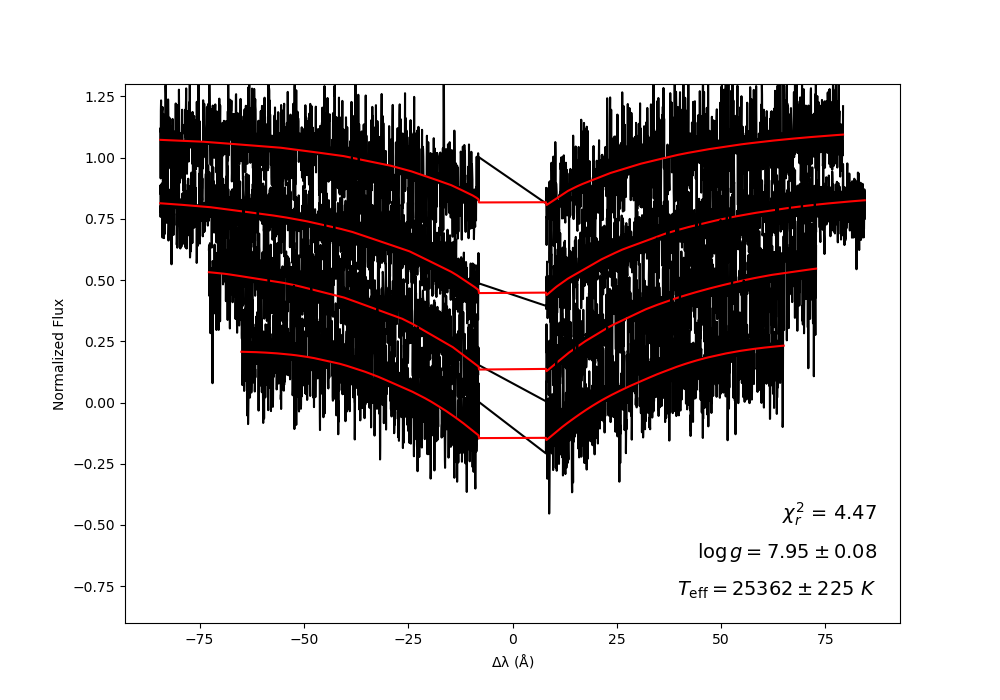 1.25
1.00
0.75
0.50
0.25
0.00
−0.25
−0.50
−0.75
Normalized Flux
χ_r^2 = 4.47
log g = 7.95 ± 0.08
T_eff = 25362 ± 225 K
−75 −50 −25 0 25 50 75
Δλ (Å)